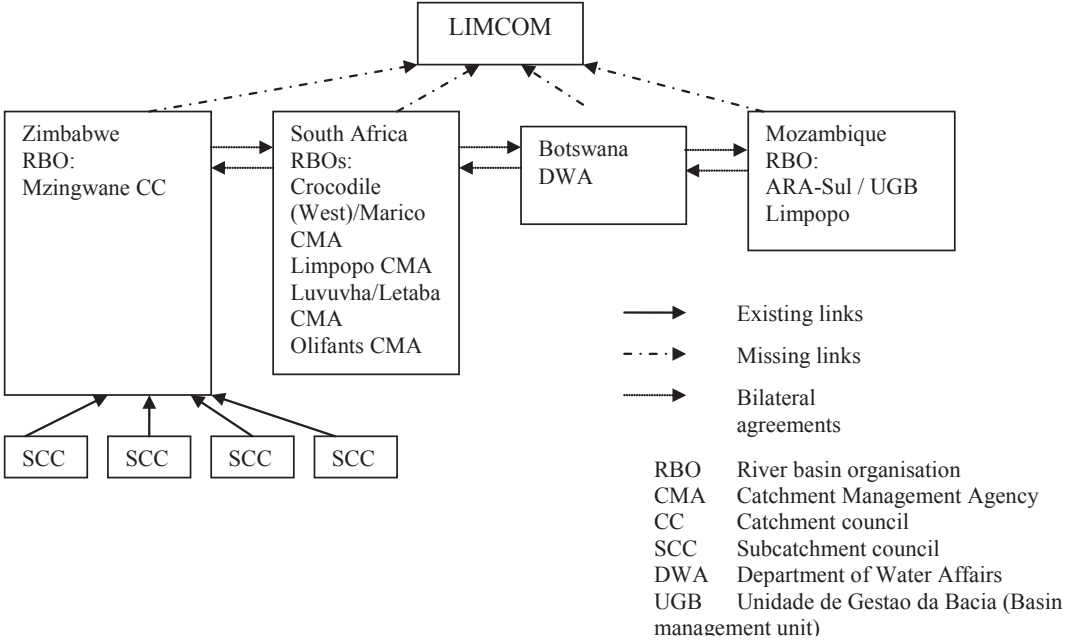 LIMCOM
Zimbabwe
RBO:
Mzingwane CC
South Africa
RBOs:
Crocodile
(West)/Marico
CMA
Limpopo CMA
Luvuvha/Letaba
CMA
Olifants CMA
Botswana
DWA
Mozambique
RBO:
ARA-Sul / UGB
Limpopo
SCC
SCC
SCC
SCC
Existing links
Missing links
Bilateral
agreements
RBO River basin organisation
CMA Catchment Management Agency
CC Catchment council
SCC Subcatchment council
DWA Department of Water Affairs
UGB Unidade de Gestao da Bacia (Basin
management unit)